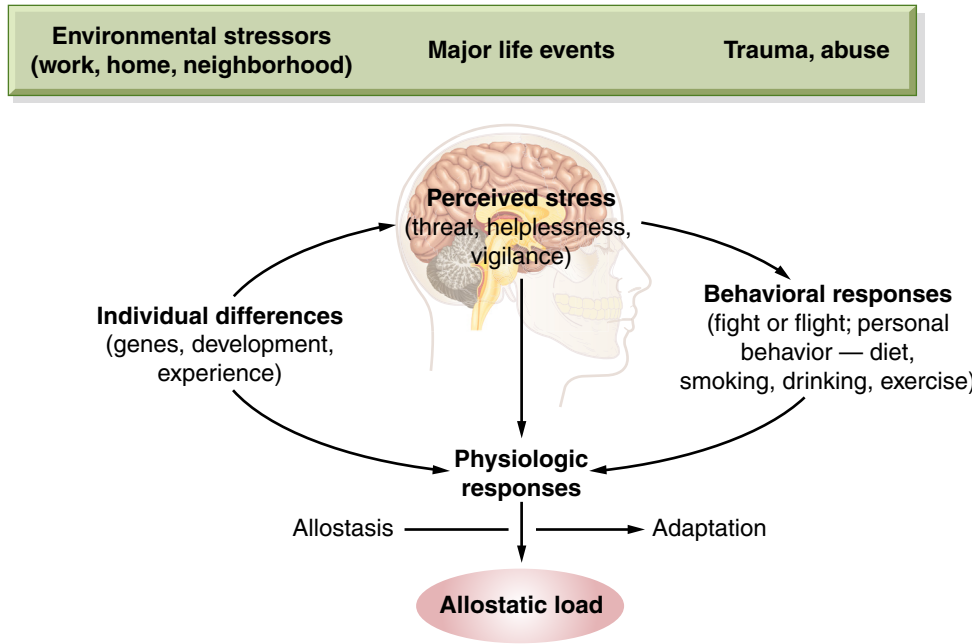 Environmental stressors
(work, home, neighborhood)
Major life events
Trauma, abuse
Perceived stress
(threat, helplessness,
vigilance)
Individual differences
(genes, development,
experience)
Behavioral responses
(fight or flight; personal
behavior — diet,
smoking, drinking, exercise)
Physiologic
responses
Allostasis
Adaptation
Allostatic load